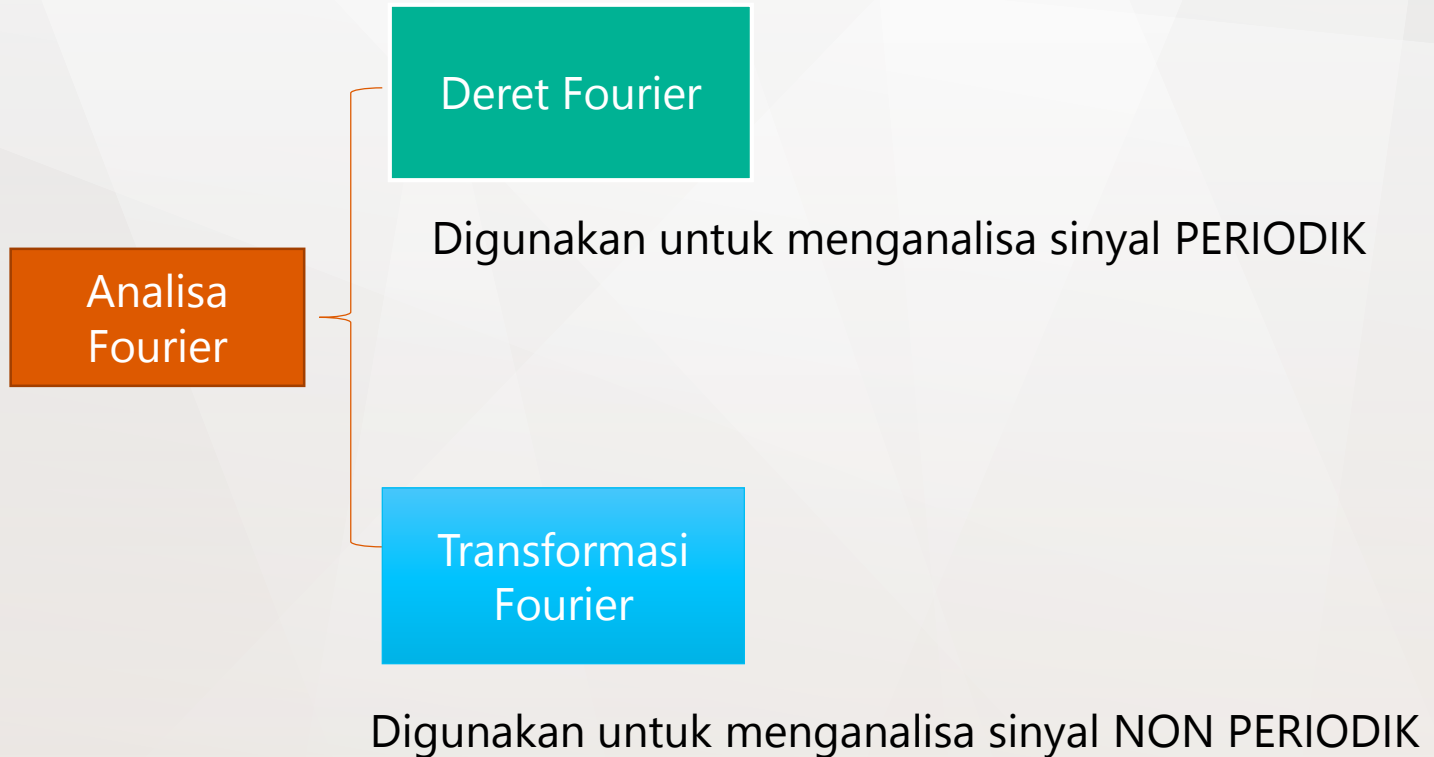 Deret Fourier
Digunakan untuk menganalisa sinyal PERIODIK
Analisa
Fourier
Transformasi
Fourier
Digunakan untuk menganalisa sinyal NON PERIODIK